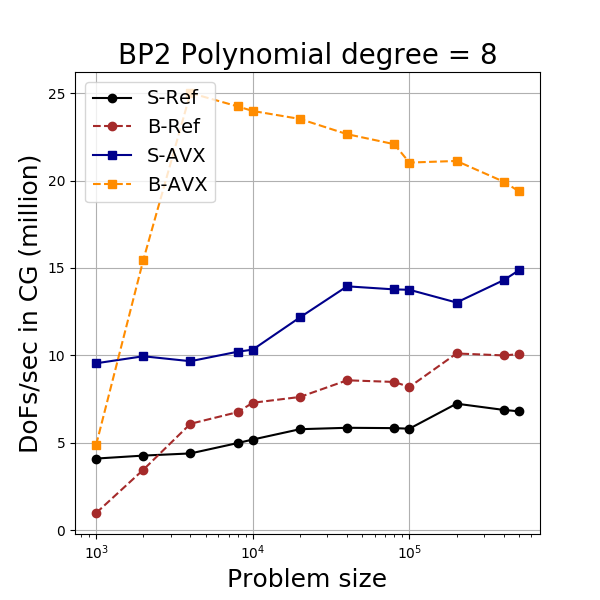 BP2 Polynomial degree = 8
DoFs/sec in CG (million)
25
20
15
10
5
0
S-Ref
B-Ref
S-AVX
B-AVX
10³
10⁴
10⁵
Problem size